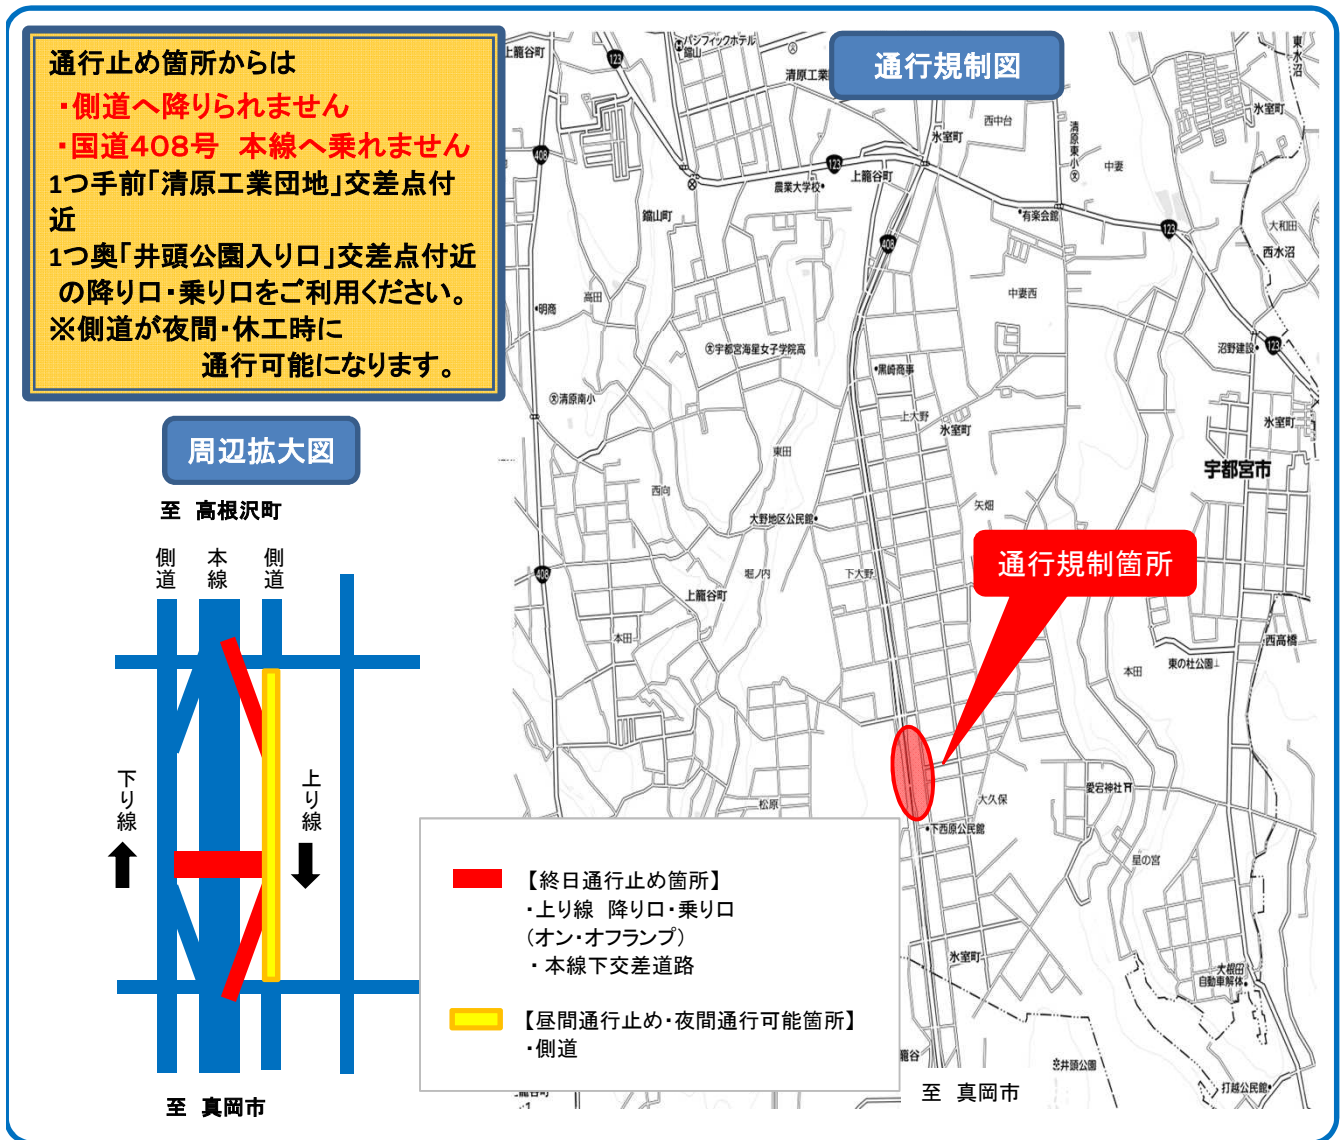 通行止め箇所からは
・側道へ降りられません
・国道408号 本線へ乗れません
1つ手前「清原工業団地」交差点付
近
1つ奥「井頭公園入り口」交差点付近
の降り口・乗り口をご利用ください。
※側道が夜間・休工時に
通行可能になります。
周辺拡大図
至 高根沢町
側道
本線
側道
下り線
上り線
至 真岡市
通行規制図
上籠谷町
123
パシフィックホテル
鐺山
清原工業
東水沼
氷室町
西中台
氷室町
清原東小
中妻
408
123
農業大学校
上籠谷町
鐺山町
有楽会館
123
大和田
西水沼
408
中妻西
高田
明商
宇都宮海星女子学院高
沼野建設
123
黒崎商事
清原南小
上大野
氷室町
氷室町
宇都宮市
東田
西向
矢畑
大野地区公民館
通行規制箇所
408
堀ノ内
下大野
上籠谷町
本田
西高橋
東の杜公園
本田
愛宕神社
大久保
松原
下西原公民館
星の宮
氷室町
大根田
自動車解体
籠谷
井頭公園
打越公民館
至 真岡市
【終日通行止め箇所】
・上り線 降り口・乗り口
(オン・オフランプ)
・本線下交差道路
【昼間通行止め・夜間通行可能箇所】
・側道